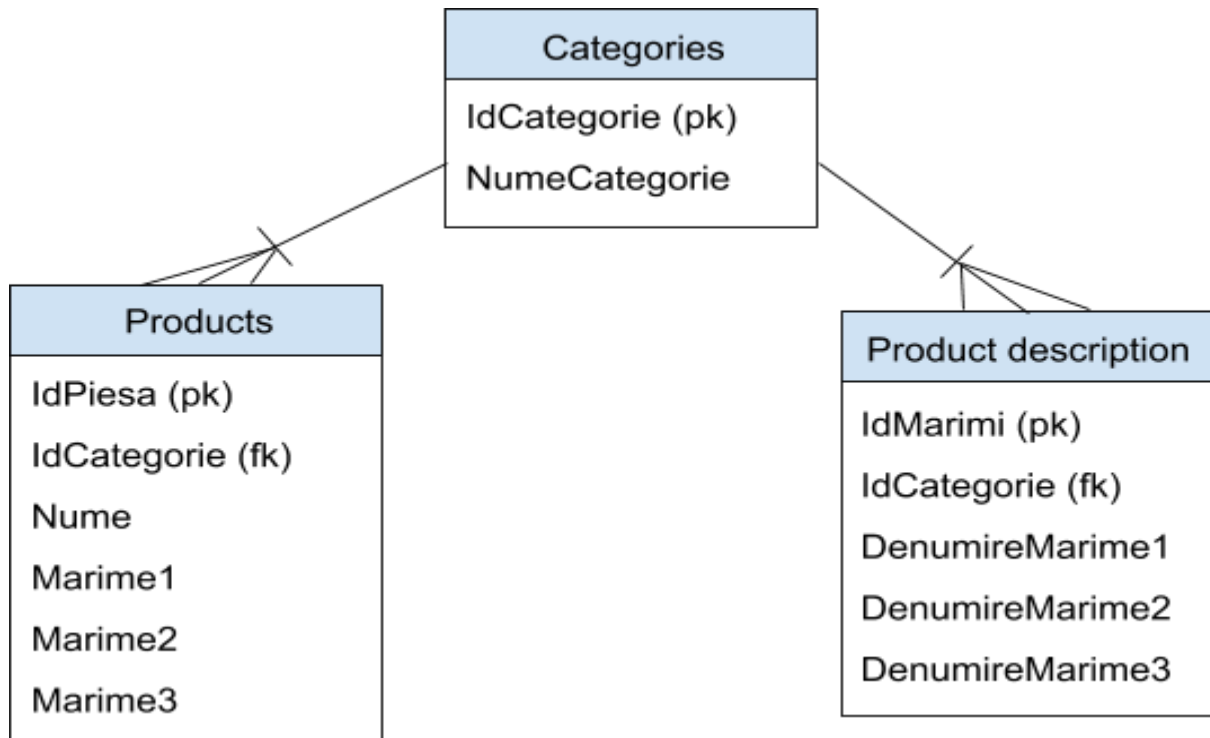 Categories
IdCategorie (pk)
NumeCategorie
Products
IdPiesa (pk)
IdCategorie (fk)
Nume
Marime1
Marime2
Marime3
Product description
IdMarimi (pk)
IdCategorie (fk)
DenumireMarime1
DenumireMarime2
DenumireMarime3